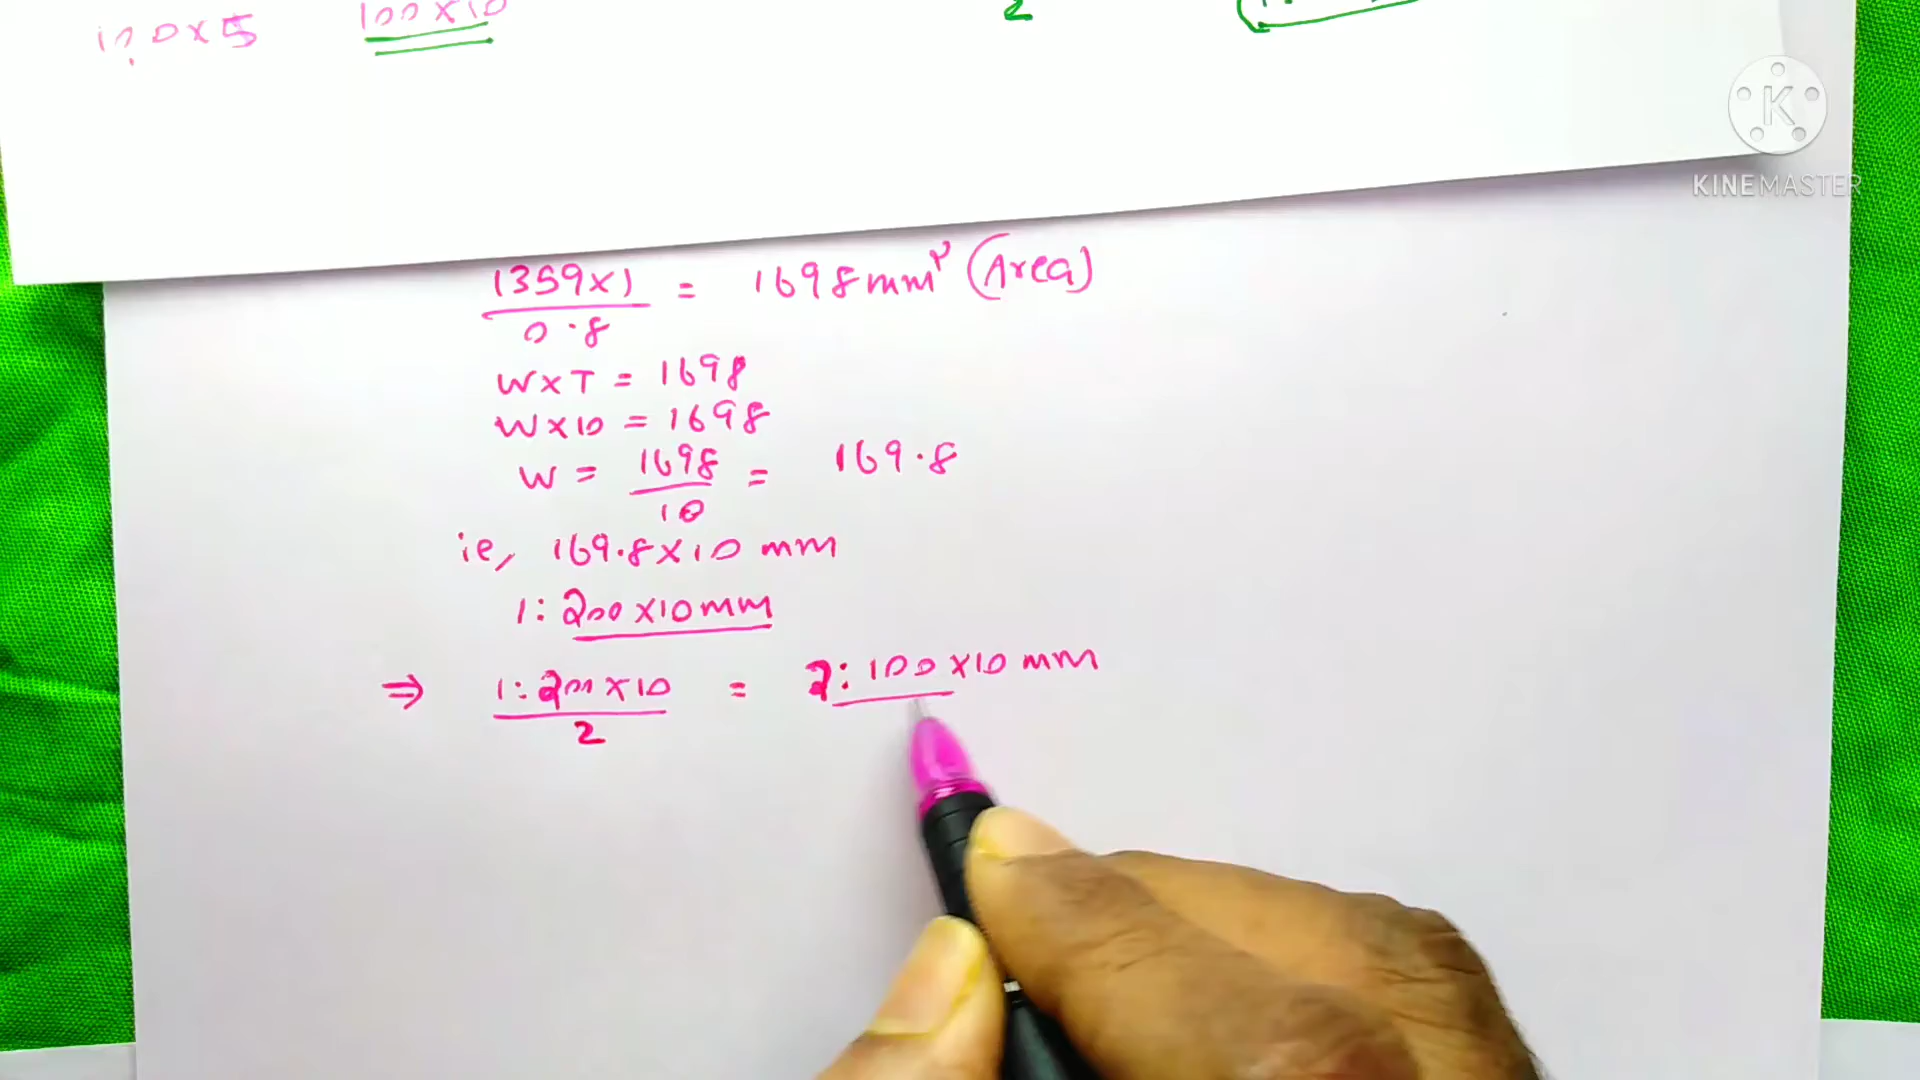 100x5 100x10 2
K
KINEMASTER
1359x1 = 1698mm² (Area)
0.8
WxT = 1698
Wx10 = 1698
W = 1698 = 169.8
10
ie, 169.8x10 mm
1: 200x10mm
⇒ 1:200x10 = 2:100x10 mm
2